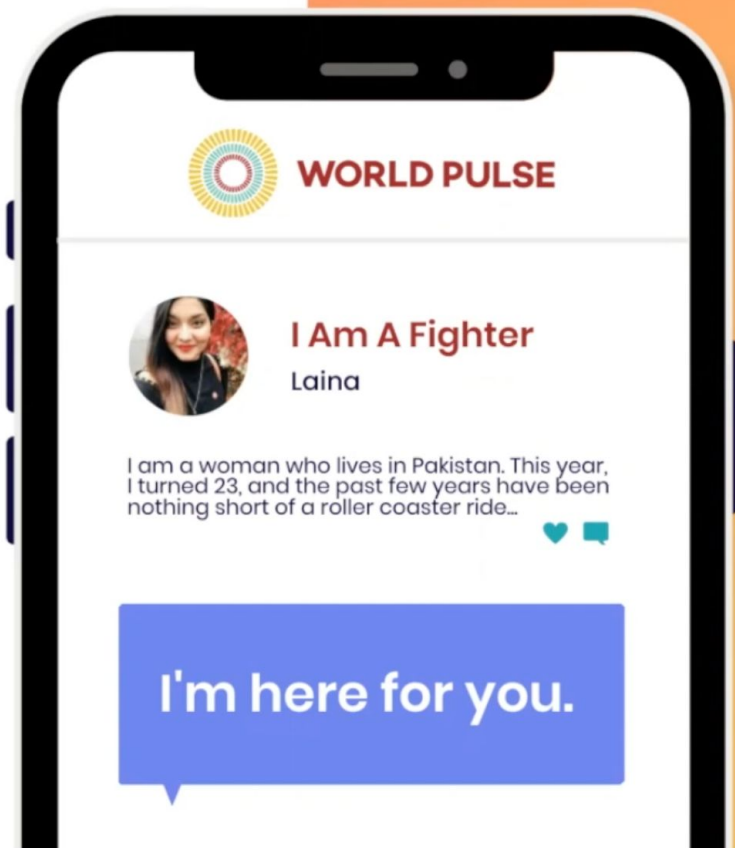 WORLD PULSE
I Am A Fighter
Laina
I am a woman who lives in Pakistan. This year,
I turned 23, and the past few years have been
nothing short of a roller coaster ride...
I'm here for you.